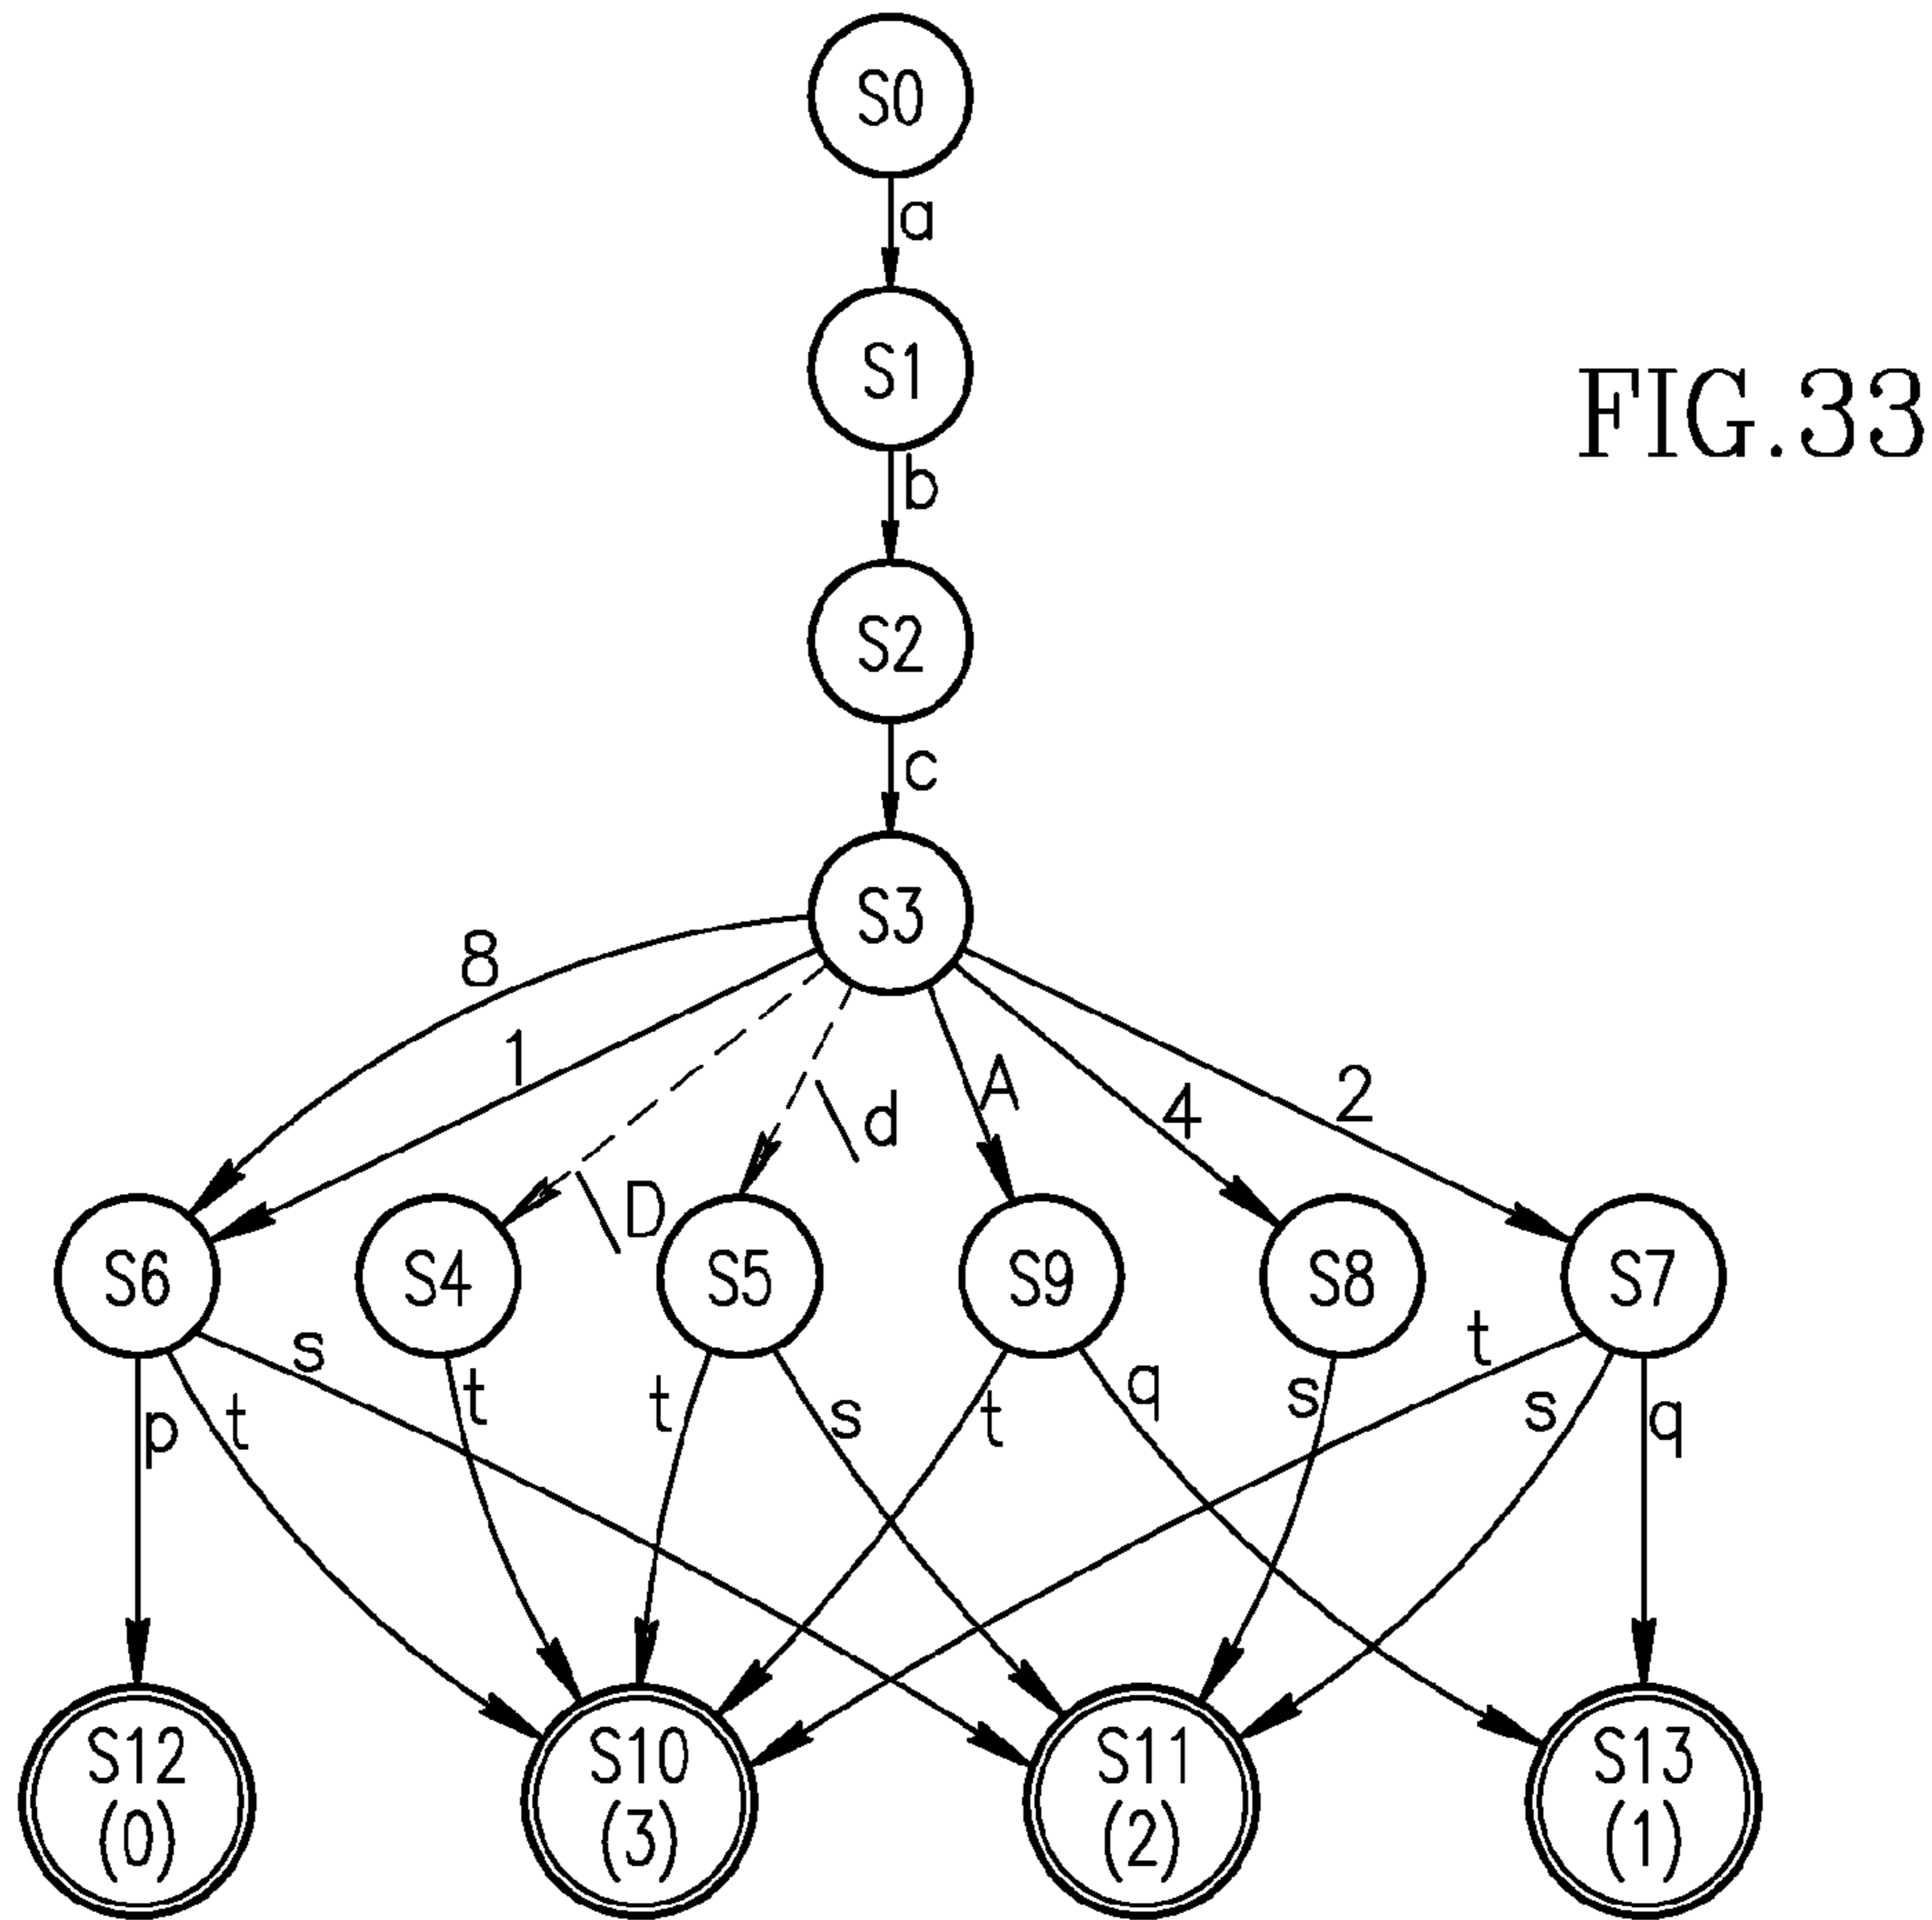 S0
a
S1
FIG.33
b
S2
c
S3
8
1
\D
\d
A
4
2
S6
S4
S5
S9
S8
S7
p
t
s
t
t
s
t
q
s
t
s
q
S12
(0)
S10
(3)
S11
(2)
S13
(1)